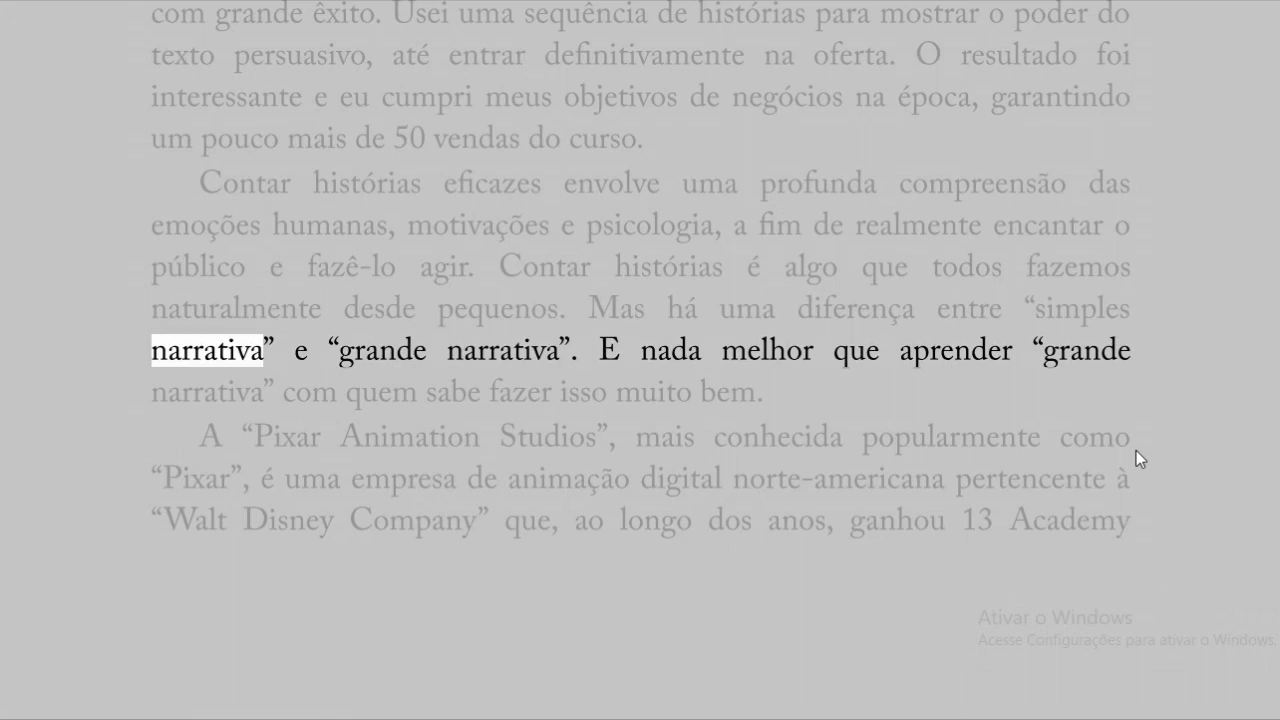 com grande êxito. Usei uma sequência de histórias para mostrar o poder do
texto persuasivo, até entrar definitivamente na oferta. O resultado foi
interessante e eu cumpri meus objetivos de negócios na época, garantindo
um pouco mais de 50 vendas do curso.
Contar histórias eficazes envolve uma profunda compreensão das
emoções humanas, motivações e psicologia, a fim de realmente encantar o
público e fazê-lo agir. Contar histórias é algo que todos fazemos
naturalmente desde pequenos. Mas há uma diferença entre “simples
narrativa” e “grande narrativa”. E nada melhor que aprender “grande
narrativa” com quem sabe fazer isso muito bem.
A “Pixar Animation Studios”, mais conhecida popularmente como
“Pixar”, é uma empresa de animação digital norte-americana pertencente à
“Walt Disney Company” que, ao longo dos anos, ganhou 13 Academy
Ativar o Windows
Acesse Configurações para ativar o Windows.